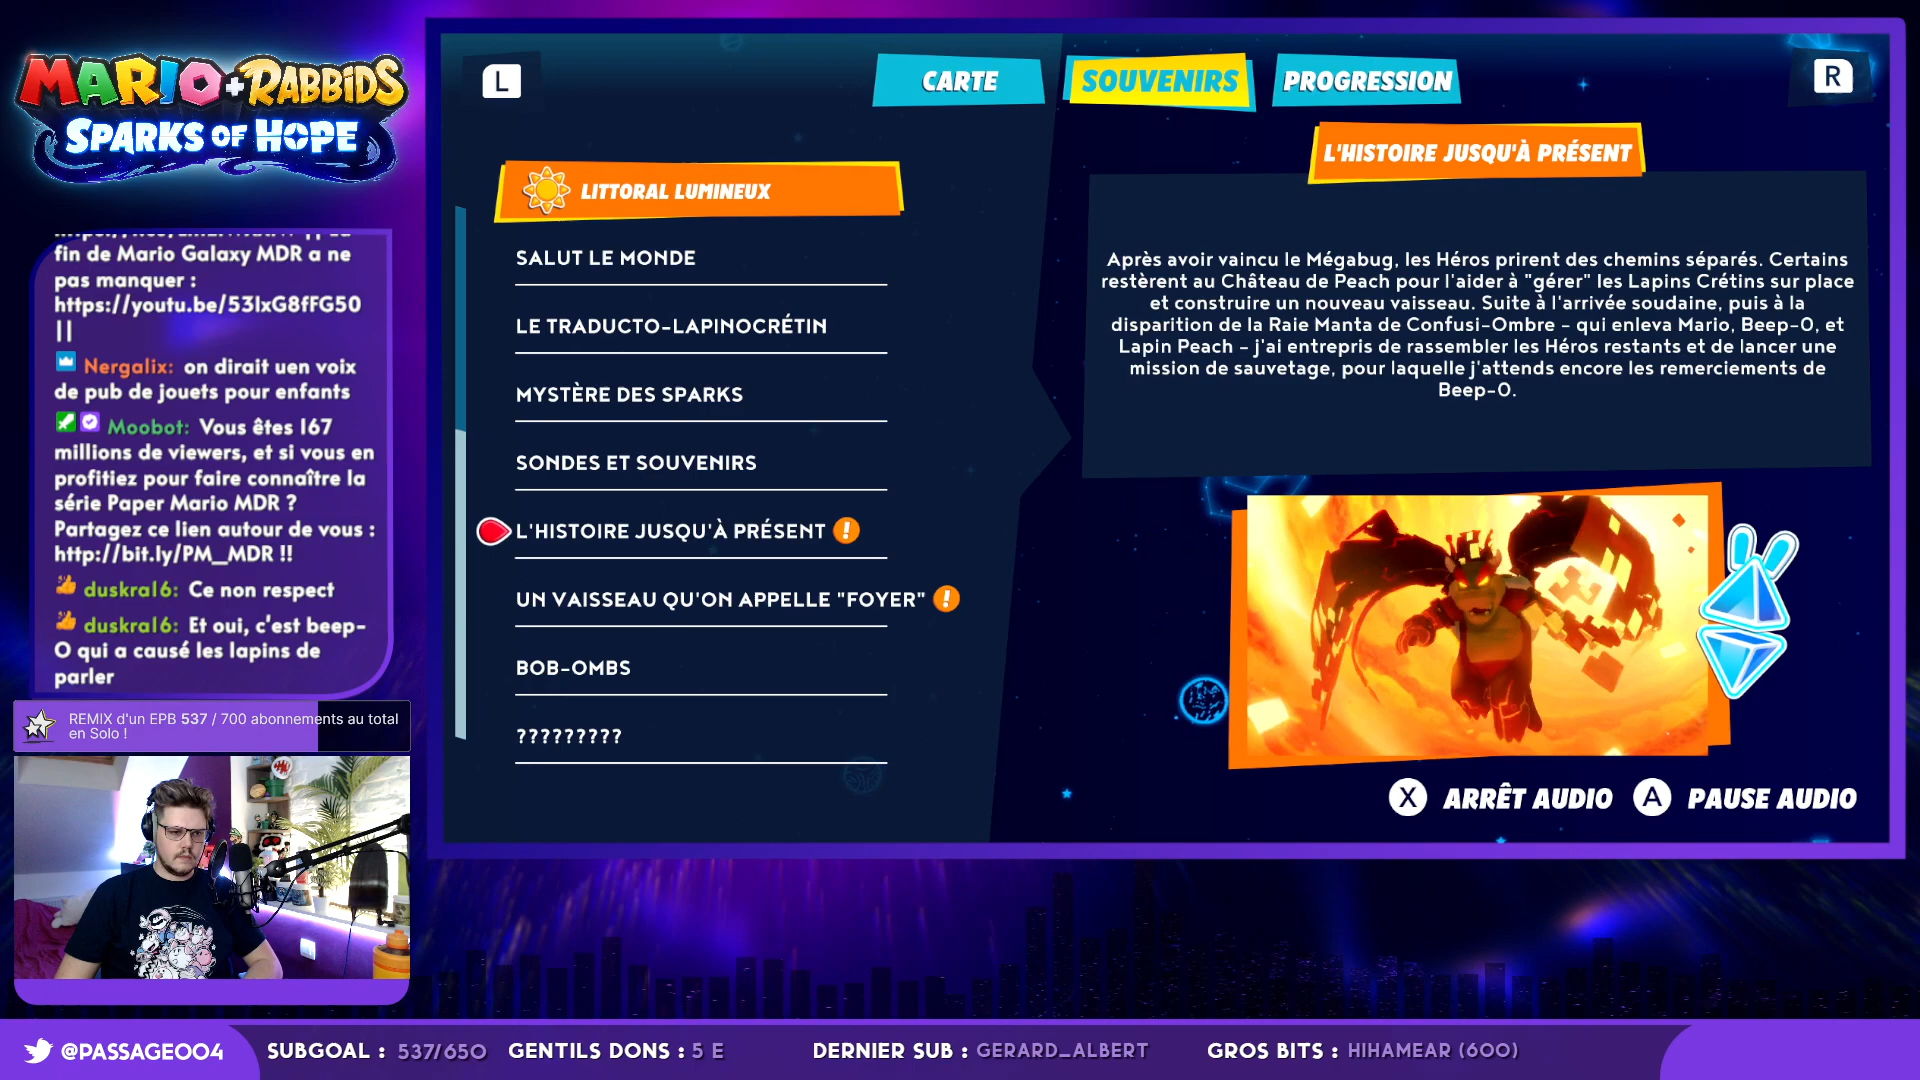 MARIO + RABBIDS
SPARKS OF HOPE
fin de Mario Galaxy MDR a ne
pas manquer :
https://youtu.be/53lxG8fFG50
||
Nergalix: on dirait uen voix
de pub de jouets pour enfants
Moobot: Vous êtes 167
millions de viewers, et si vous en
profitiez pour faire connaître la
série Paper Mario MDR ?
Partagez ce lien autour de vous :
http://bit.ly/PM_MDR !!
duskral6: Ce non respect
duskral6: Et oui, c'est beep-
O qui a causé les lapins de
parler
REMIX d'un EPB 537 / 700 abonnements au total
en Solo !
L
CARTE
SOUVENIRS
PROGRESSION
R
LITTORAL LUMINEUX
SALUT LE MONDE
LE TRADUCTO-LAPINOCRÉTIN
MYSTÈRE DES SPARKS
SONDES ET SOUVENIRS
L'HISTOIRE JUSQU'À PRÉSENT !
UN VAISSEAU QU'ON APPELLE "FOYER" !
BOB-OMBS
?????????
L'HISTOIRE JUSQU'À PRÉSENT
Après avoir vaincu le Mégabug, les Héros prirent des chemins séparés. Certains
restèrent au Château de Peach pour l'aider à "gérer" les Lapins Crétins sur place
et construire un nouveau vaisseau. Suite à l'arrivée soudaine, puis à la
disparition de la Raie Manta de Confusi-Ombre - qui enleva Mario, Beep-O, et
Lapin Peach - j'ai entrepris de rassembler les Héros restants et de lancer une
mission de sauvetage, pour laquelle j'attends encore les remerciements de
Beep-O.
X ARRÊT AUDIO A PAUSE AUDIO
@PASSAGE004 SUBGOAL : 537/650 GENTILS DONS : 5 E DERNIER SUB : GERARD_ALBERT GROS BITS : HIHAMEAR (600)